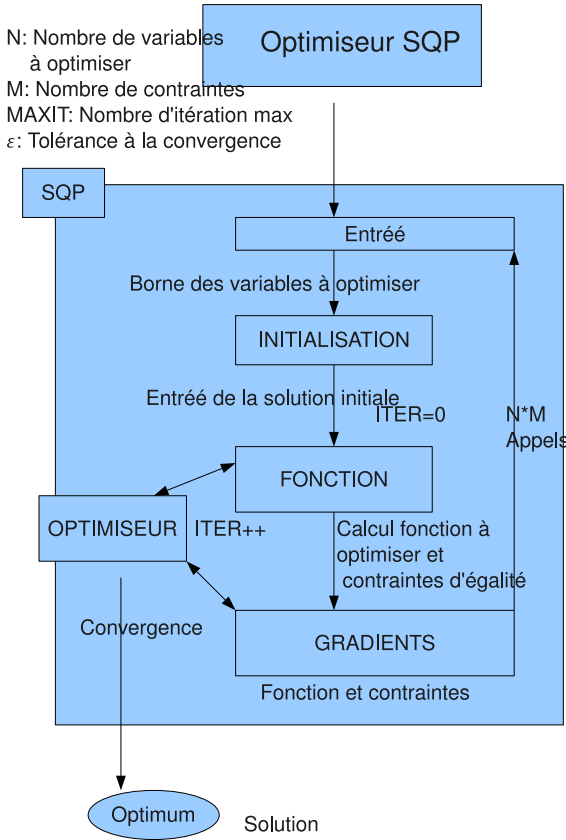 Optimiseur SQP
N: Nombre de variables
à optimiser
M: Nombre de contraintes
MAXIT: Nombre d'itération max
ε: Tolérance à la convergence
SQP
Entréé
Borne des variables à optimiser
INITIALISATION
Entréé de la solution initiale
ITER=0
N*M
Appels
FONCTION
OPTIMISEUR
ITER++
Calcul fonction à
optimiser et
contraintes d'égalité
Convergence
GRADIENTS
Fonction et contraintes
Optimum
Solution